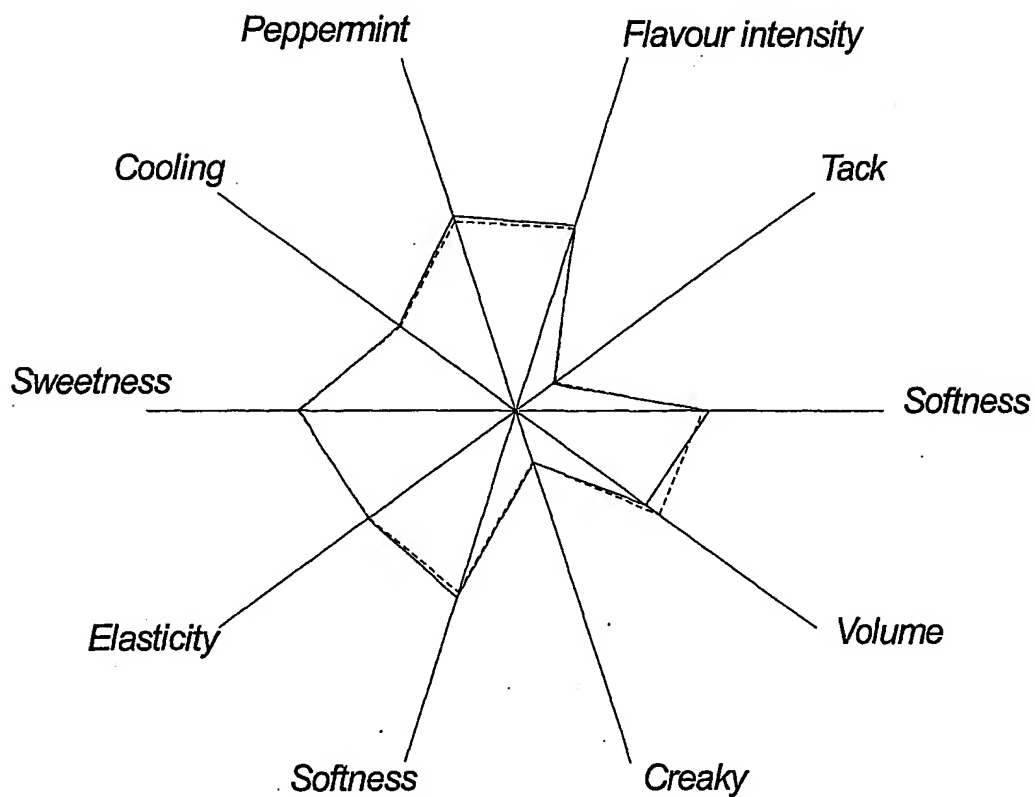 Peppermint
Flavour intensity
Cooling
Tack
Sweetness
Softness
Elasticity
Volume
Softness
Creaky